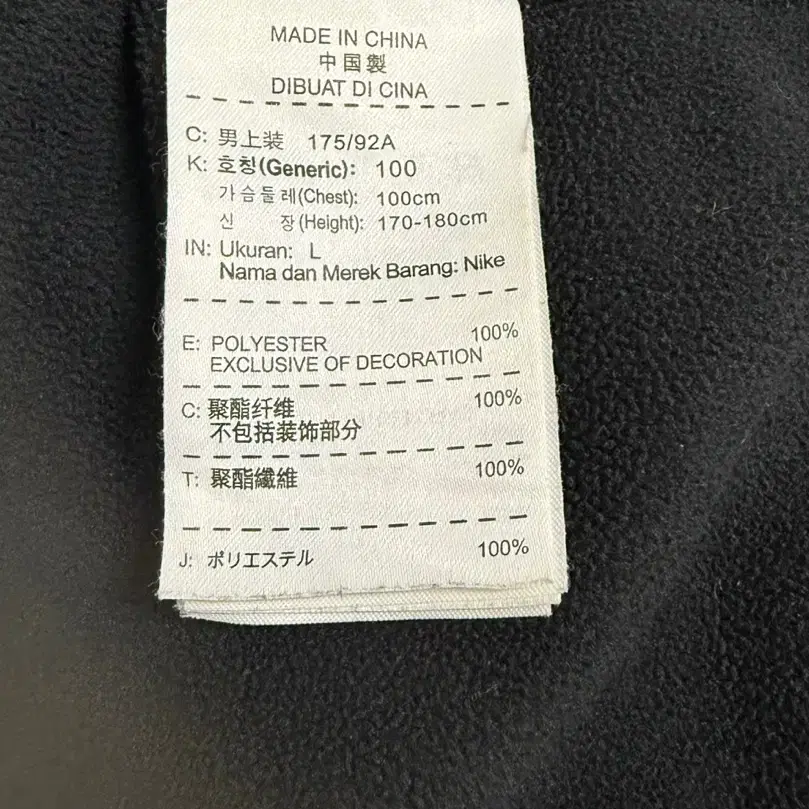 MADE IN CHINA
中国製
DIBUAT DI CINA
C: 男上装 175/92A
K: 호칭(Generic): 100
가슴둘레(Chest): 100cm
신 장(Height): 170-180cm
IN: Ukuran: L
Nama dan Merek Barang: Nike
E: POLYESTER 100%
EXCLUSIVE OF DECORATION
C: 聚酯纤维 100%
不包括装饰部分
T: 聚酯纖維 100%
J: ポリエステル 100%